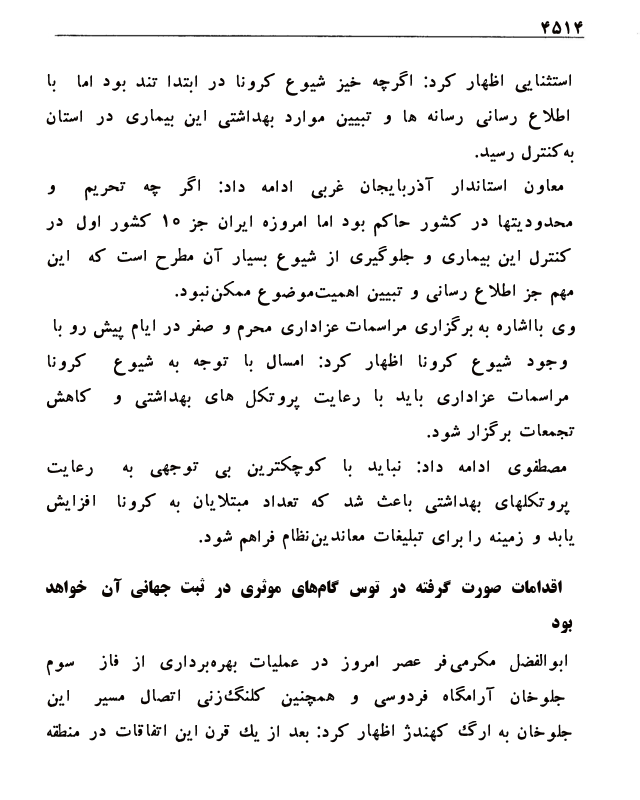 ۴۵۱۴
استثنایی اظهار کرد: اگرچه خیز شیوع کرونا در ابتدا تند بود اما با
اطلاع رسانی رسانه ها و تبیین موارد بهداشتی این بیماری در استان
به‌کنترل رسید.
معاون استاندار آذربایجان غربی ادامه داد: اگر چه تحریم و
محدودیتها در کشور حاکم بود اما امروزه ایران جز ۱۰ کشور اول در
کنترل این بیماری و جلوگیری از شیوع بسیار آن مطرح است که این
مهم جز اطلاع رسانی و تبیین اهمیت‌موضوع ممکن‌نبود.
وی بااشاره به‌برگزاری مراسمات عزاداری محرم و صفر در ایام پیش رو با
وجود شیوع کرونا اظهار کرد: امسال با توجه به شیوع کرونا
مراسمات عزاداری باید با رعایت پروتکل های بهداشتی و کاهش
تجمعات برگزار شود.
مصطفوی ادامه داد: نباید با کوچکترین بی توجهی به رعایت
پروتکلهای بهداشتی باعث شد که تعداد مبتلایان به کرونا افزایش
یابد و زمینه را برای تبلیغات معاندین‌نظام فراهم شود.
اقدامات صورت گرفته در توس گام‌های موثری در ثبت جهانی آن خواهد
بود
ابوالفضل مکرمی‌فر عصر امروز در عملیات بهره‌برداری از فاز سوم
جلوخان آرامگاه فردوسی و همچنین کلنگ‌زنی اتصال مسیر این
جلوخان به ارگ کهندژ اظهار کرد: بعد از یك قرن این اتفاقات در منطقه